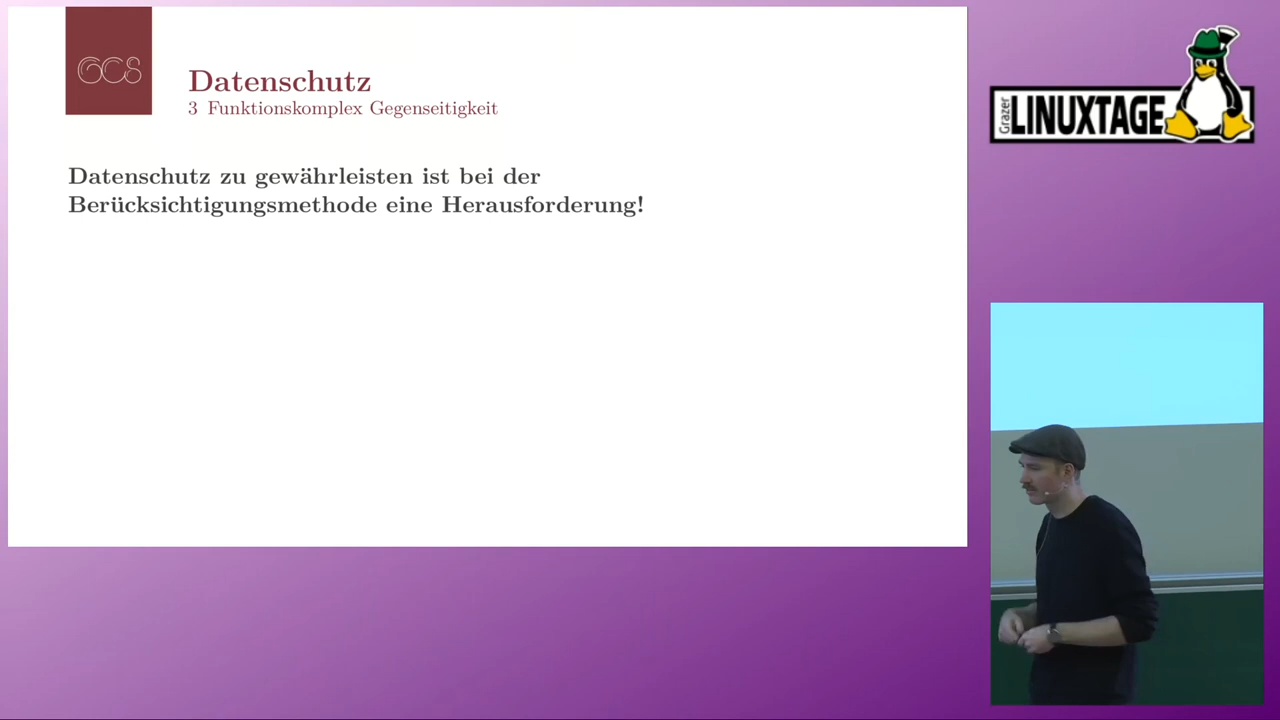 GCS
Datenschutz
3 Funktionskomplex Gegenseitigkeit
Datenschutz zu gewährleisten ist bei der
Berücksichtigungsmethode eine Herausforderung!
Grazer
LINUXTAGE